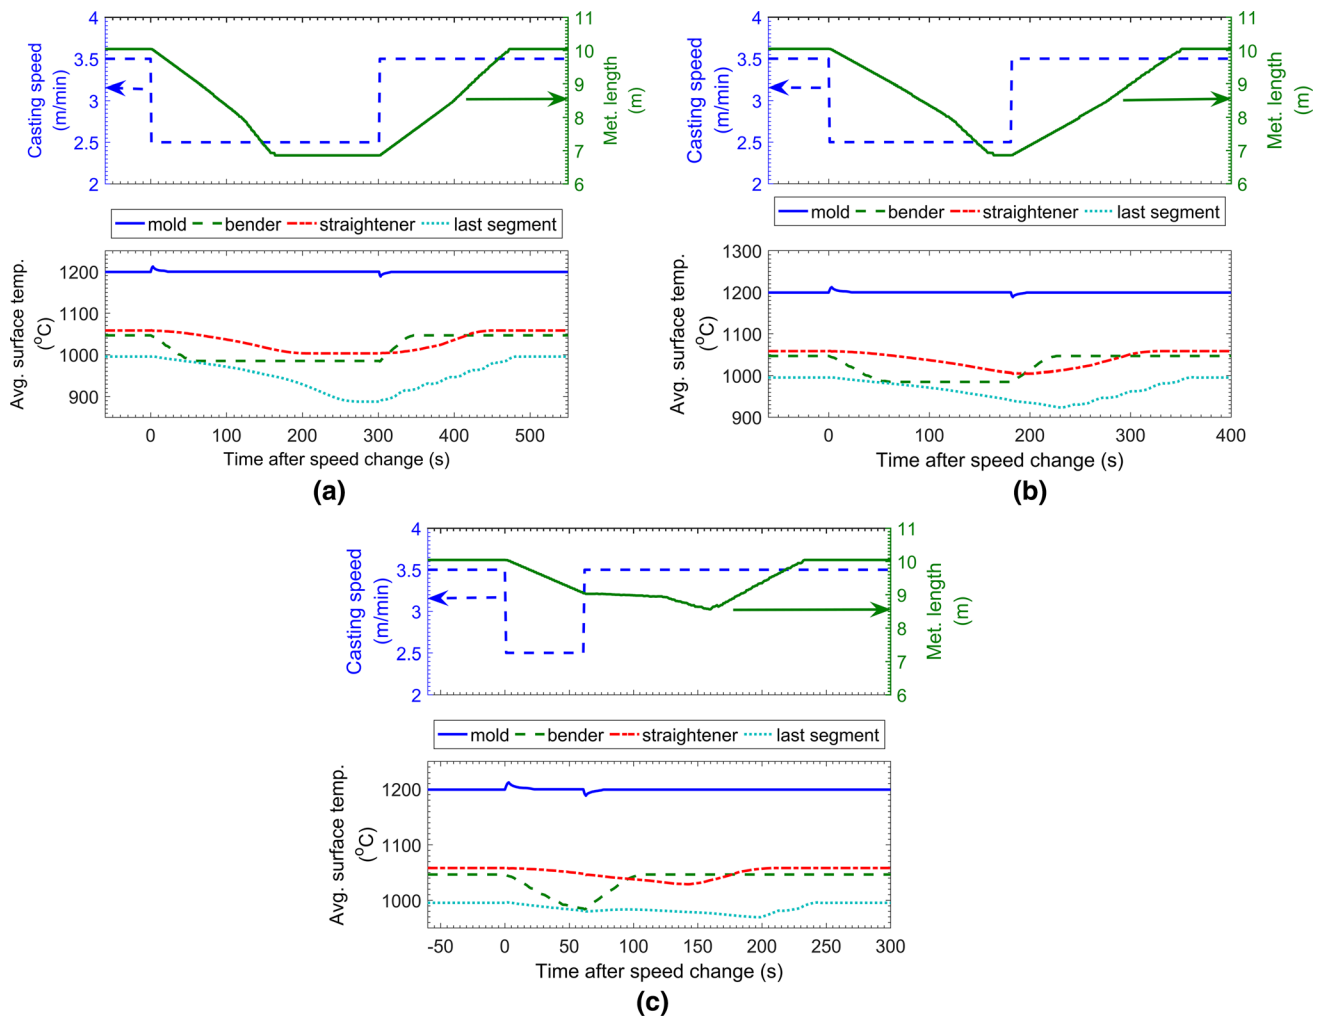 4
3.5
3
2.5
2
Casting speed
(m/min)
11
10
9
8
7
6
Met. length
(m)
mold bender straightener last segment
1200
1100
1000
900
Avg. surface temp.
(°C)
0 100 200 300 400 500
Time after speed change (s)
(a)
4
3.5
3
2.5
2
Casting speed
(m/min)
11
10
9
8
7
6
Met. length
(m)
mold bender straightener last segment
1300
1200
1100
1000
900
Avg. surface temp.
(°C)
0 100 200 300 400
Time after speed change (s)
(b)
4
3.5
3
2.5
2
Casting speed
(m/min)
11
10
9
8
7
6
Met. length
(m)
mold bender straightener last segment
1200
1100
1000
Avg. surface temp.
(°C)
-50 0 50 100 150 200 250 300
Time after speed change (s)
(c)